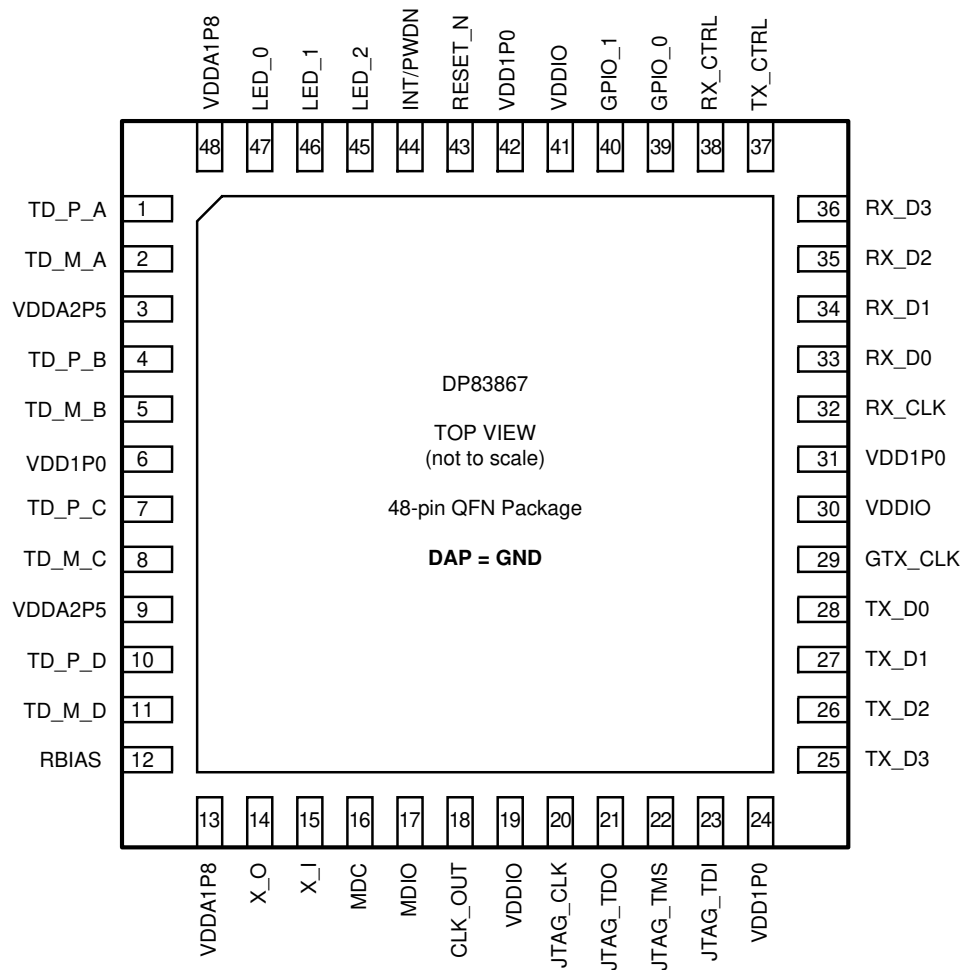 VDDA1P8
LED_0
LED_1
LED_2
INT/PWDN
RESET_N
VDD1P0
VDDIO
GPIO_1
GPIO_0
RX_CTRL
TX_CTRL
48 47 46 45 44 43 42 41 40 39 38 37
TD_P_A 1
36 RX_D3
TD_M_A 2
35 RX_D2
VDDA2P5 3
34 RX_D1
TD_P_B 4
33 RX_D0
TD_M_B 5
32 RX_CLK
VDD1P0 6
31 VDD1P0
TD_P_C 7
30 VDDIO
TD_M_C 8
29 GTX_CLK
VDDA2P5 9
28 TX_D0
TD_P_D 10
27 TX_D1
TD_M_D 11
26 TX_D2
RBIAS 12
25 TX_D3
DP83867
TOP VIEW
(not to scale)
48-pin QFN Package
DAP = GND
13 14 15 16 17 18 19 20 21 22 23 24
VDDA1P8
X_O
X_I
MDC
MDIO
CLK_OUT
VDDIO
JTAG_CLK
JTAG_TDO
JTAG_TMS
JTAG_TDI
VDD1P0